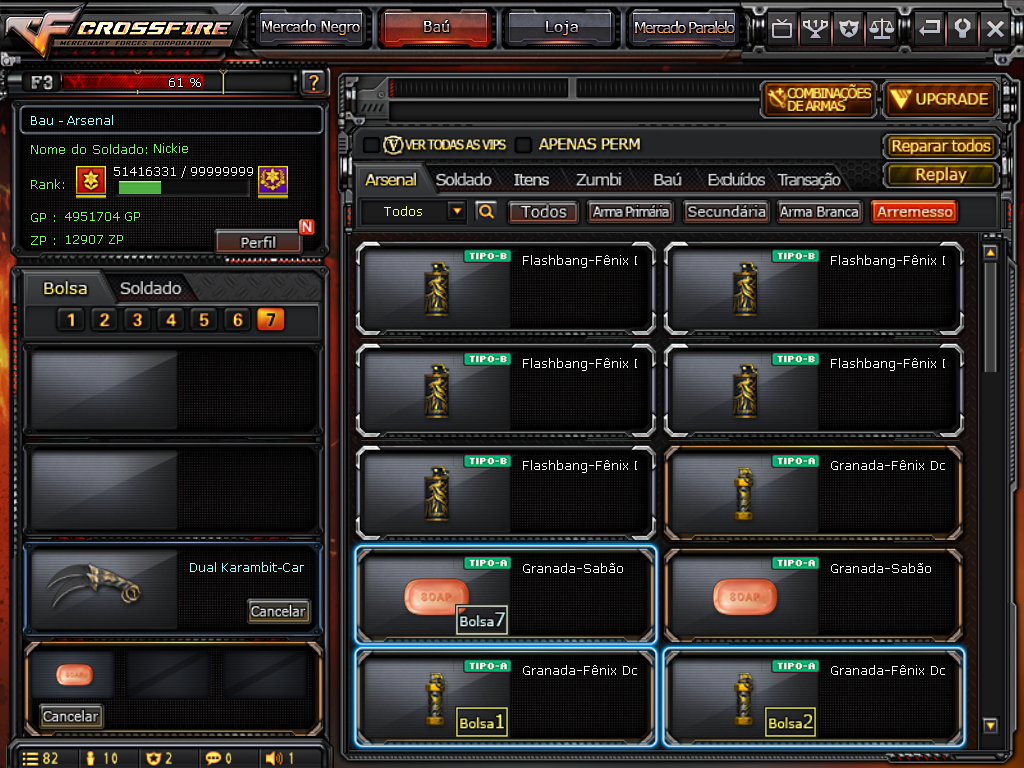 CROSSFIRE
MERCENARY FORCES CORPORATION
Mercado Negro
Baú
Loja
Mercado Paralelo
F3
61 %
?
Bau - Arsenal
Nome do Soldado: Nickie
Rank:
51416331 / 99999999
GP : 4951704 GP
ZP : 12907 ZP
N
Perfil
Bolsa
Soldado
1 2 3 4 5 6 7
Dual Karambit-Car
Cancelar
SOAP
Cancelar
82
10
2
0
1
COMBINAÇÕES
DE ARMAS
UPGRADE
V VER TODAS AS VIPS
APENAS PERM
Reparar todos
Replay
Arsenal
Soldado
Itens
Zumbi
Baú
Excluídos
Transação
Todos
Todos
Arma Primária
Secundária
Arma Branca
Arremesso
TIPO-B
Flashbang-Fênix D
TIPO-B
Flashbang-Fênix D
TIPO-B
Flashbang-Fênix D
TIPO-B
Flashbang-Fênix D
TIPO-B
Flashbang-Fênix D
TIPO-A
Granada-Fênix Do
TIPO-A
Granada-Sabão
SOAP
Bolsa7
TIPO-A
Granada-Sabão
SOAP
TIPO-A
Granada-Fênix Do
Bolsa1
TIPO-A
Granada-Fênix Do
Bolsa2